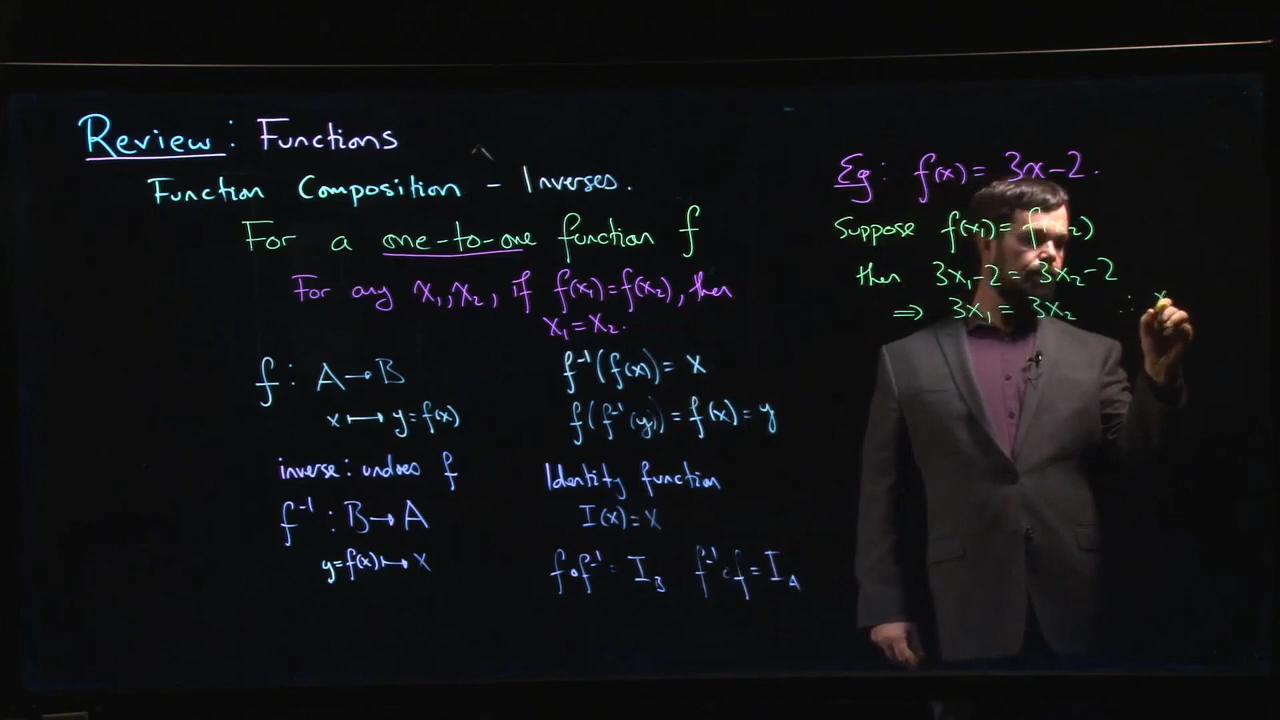 Review: Functions
Function Composition - Inverses.
For a one-to-one function f
For any x₁, x₂, if f(x₁)=f(x₂), then
x₁=x₂.
f: A→B
x ↦ y=f(x)
inverse: undoes f
f⁻¹: B→A
y=f(x) ↦ x
f⁻¹(f(x))=x
f(f⁻¹(y))=f(x)=y
Identity function
I(x)=x
f∘f⁻¹=I_B f⁻¹∘f=I_A
Eg: f(x)=3x-2.
Suppose f(x₁)=f(x₂)
then 3x₁-2=3x₂-2
⇒ 3x₁=3x₂ ∴ x